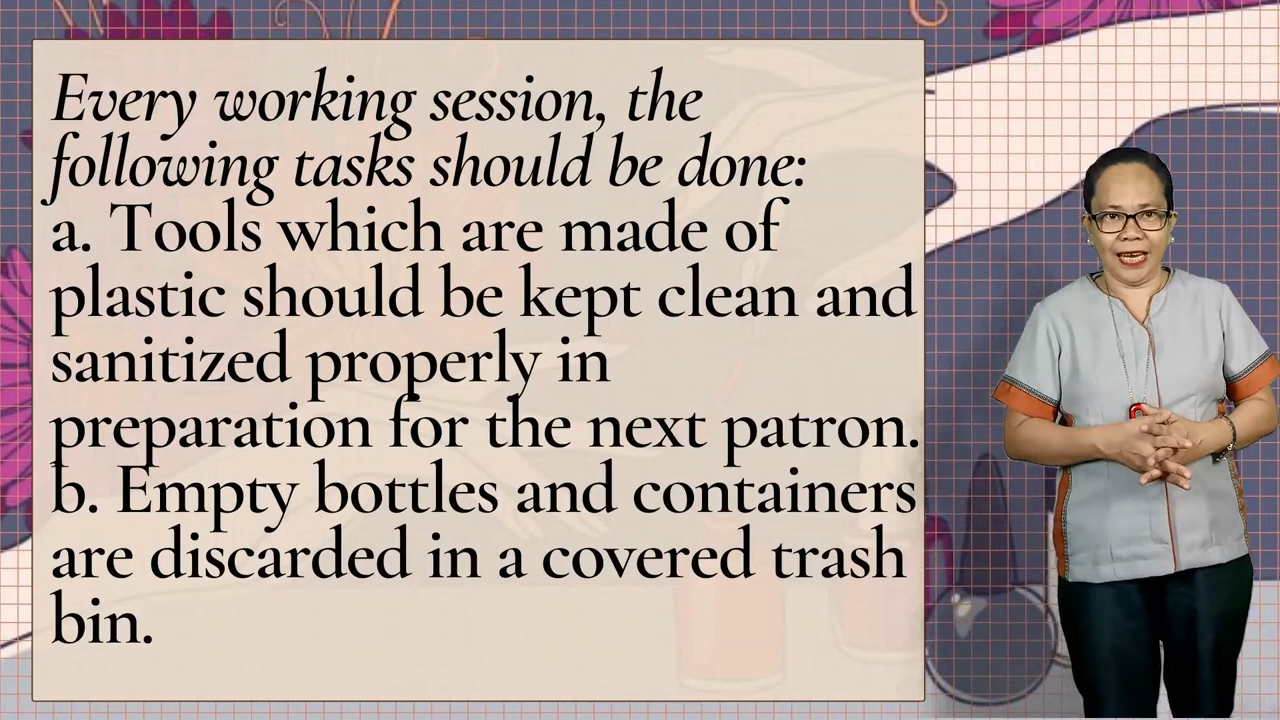 Every working session, the
following tasks should be done:
a. Tools which are made of
plastic should be kept clean and
sanitized properly in
preparation for the next patron.
b. Empty bottles and containers
are discarded in a covered trash
bin.